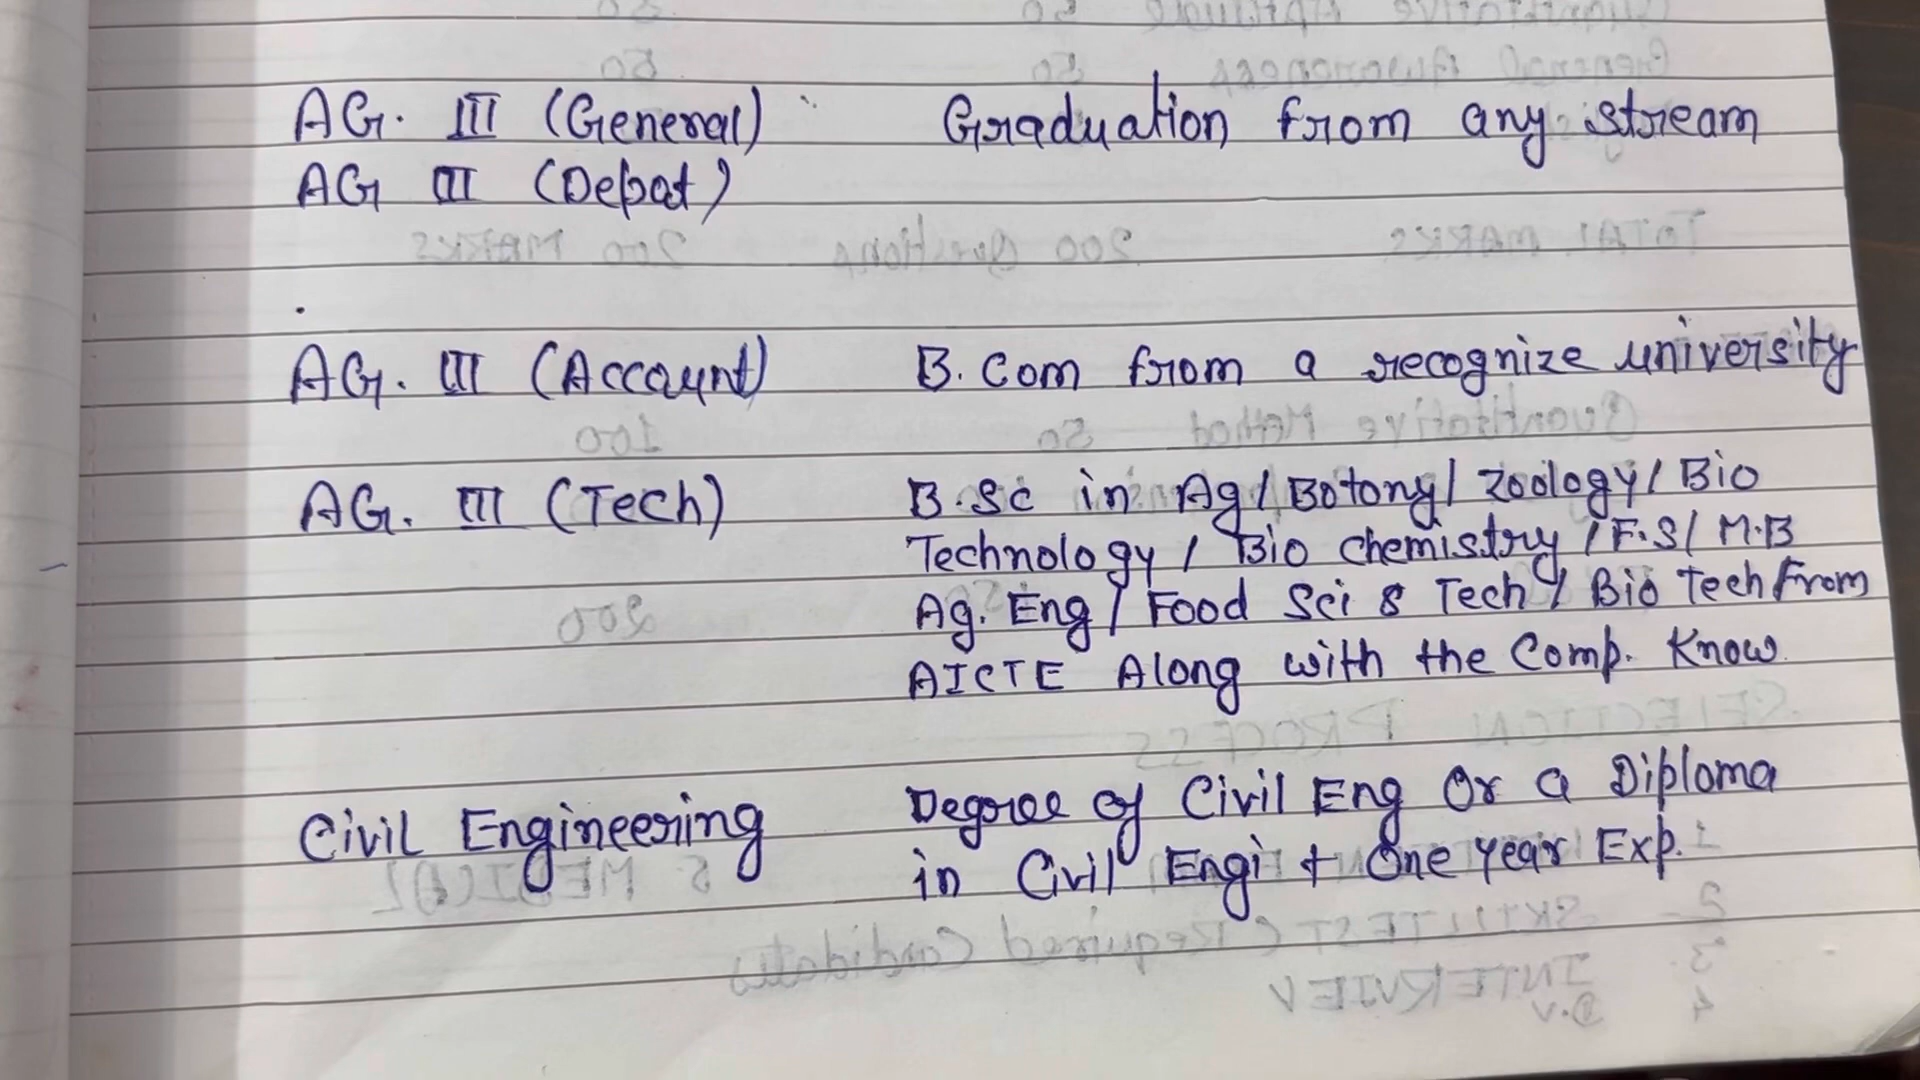 AG. III (General) Graduation from any stream
AG III (Depot)
AG. III (Account) B. Com from a recognize university
AG. III (Tech) B.Sc in Ag/Botony/Zoology/Bio
Technology/Bio chemistry/F.S/M.B
Ag. Eng/Food Sci & Tech/Bio Tech From
AICTE Along with the Comp. Know
Civil Engineering Degree of Civil Eng Or a Diploma
in Civil Engi + One year Exp.